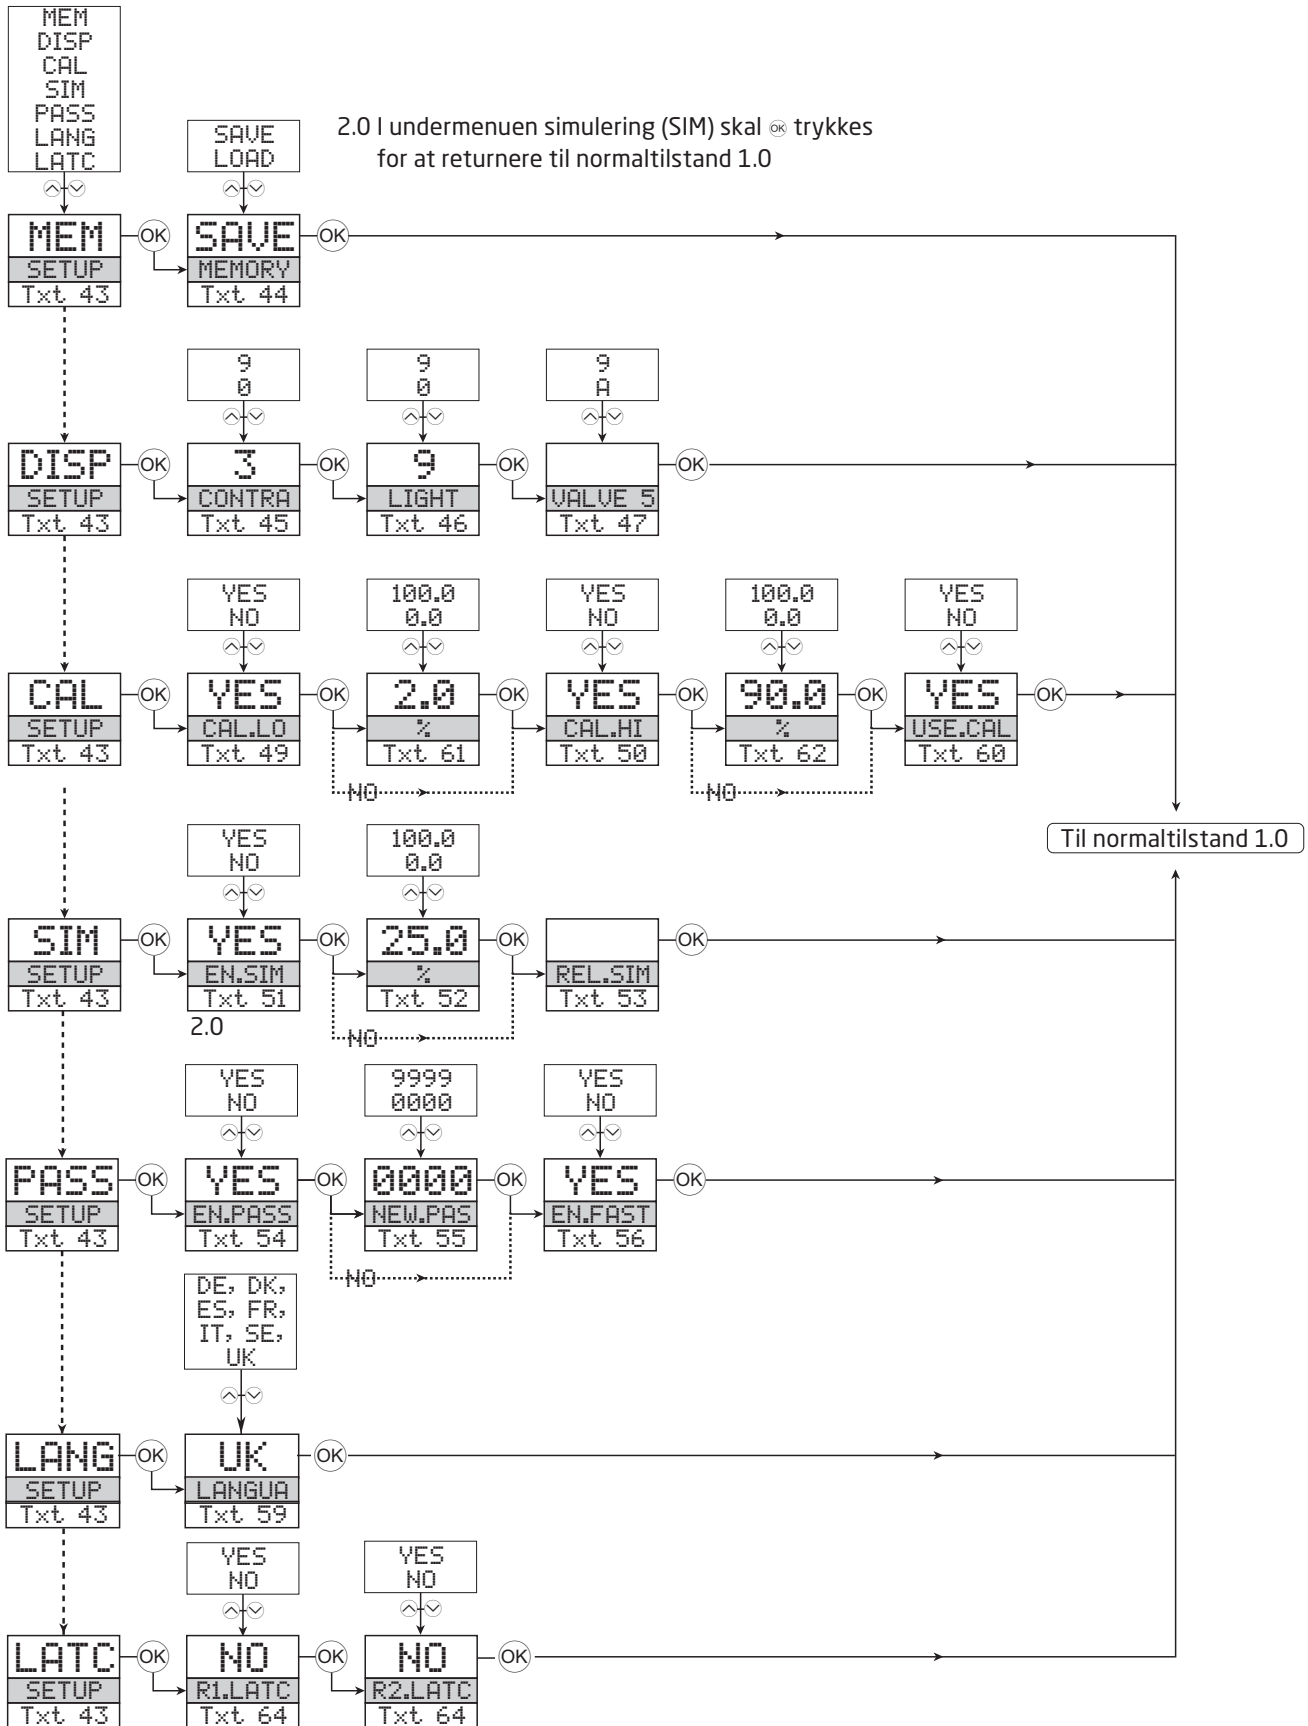 MEM
DISP
CAL
SIM
PASS
LANG
LATC
SAVE
LOAD
2.0 I undermenuen simulering (SIM) skal OK trykkes
for at returnere til normaltilstand 1.0
MEM
SETUP
Txt 43
OK
SAVE
MEMORY
Txt 44
OK
9
0
9
0
9
A
DISP
SETUP
Txt 43
OK
3
CONTRA
Txt 45
OK
9
LIGHT
Txt 46
OK
VALVE 5
Txt 47
OK
YES
NO
100.0
0.0
YES
NO
100.0
0.0
YES
NO
CAL
SETUP
Txt 43
OK
YES
CAL.LO
Txt 49
OK
2.0
%
Txt 61
OK
YES
CAL.HI
Txt 50
OK
90.0
%
Txt 62
OK
YES
USE.CAL
Txt 60
OK
NO
NO
Til normaltilstand 1.0
YES
NO
100.0
0.0
SIM
SETUP
Txt 43
OK
YES
EN.SIM
Txt 51
2.0
OK
25.0
%
Txt 52
OK
REL.SIM
Txt 53
OK
NO
YES
NO
9999
0000
YES
NO
PASS
SETUP
Txt 43
OK
YES
EN.PASS
Txt 54
OK
0000
NEW.PAS
Txt 55
OK
YES
EN.FAST
Txt 56
OK
NO
DE, DK,
ES, FR,
IT, SE,
UK
LANG
SETUP
Txt 43
OK
UK
LANGUA
Txt 59
OK
YES
NO
YES
NO
LATC
SETUP
Txt 43
OK
NO
R1.LATC
Txt 64
OK
NO
R2.LATC
Txt 64
OK